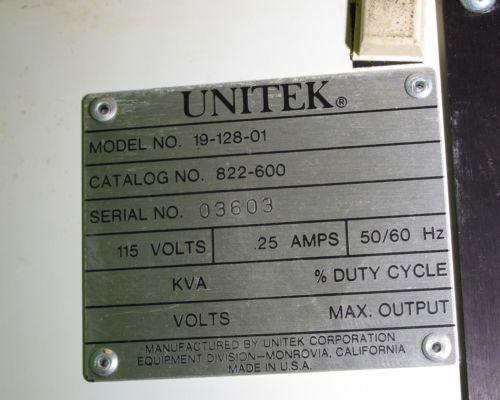 UNITEK®
MODEL NO. 19-128-01
CATALOG NO. 822-600
SERIAL NO. 03603
115 VOLTS .25 AMPS 50/60 Hz
KVA % DUTY CYCLE
VOLTS MAX. OUTPUT
MANUFACTURED BY UNITEK CORPORATION
EQUIPMENT DIVISION—MONROVIA, CALIFORNIA
MADE IN U.S.A.